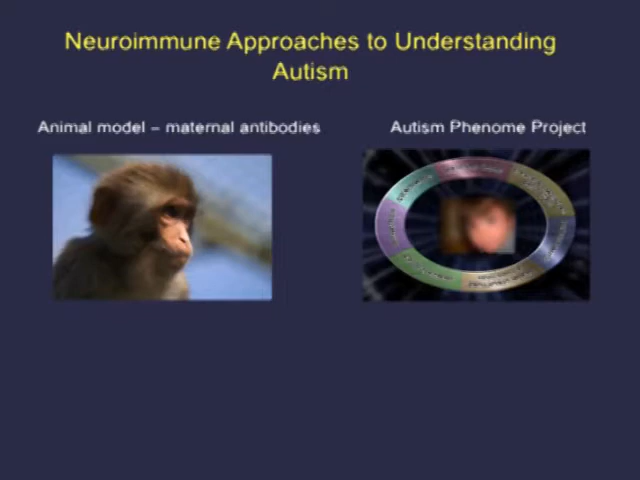 Neuroimmune Approaches to Understanding
Autism
Animal model – maternal antibodies
Autism Phenome Project